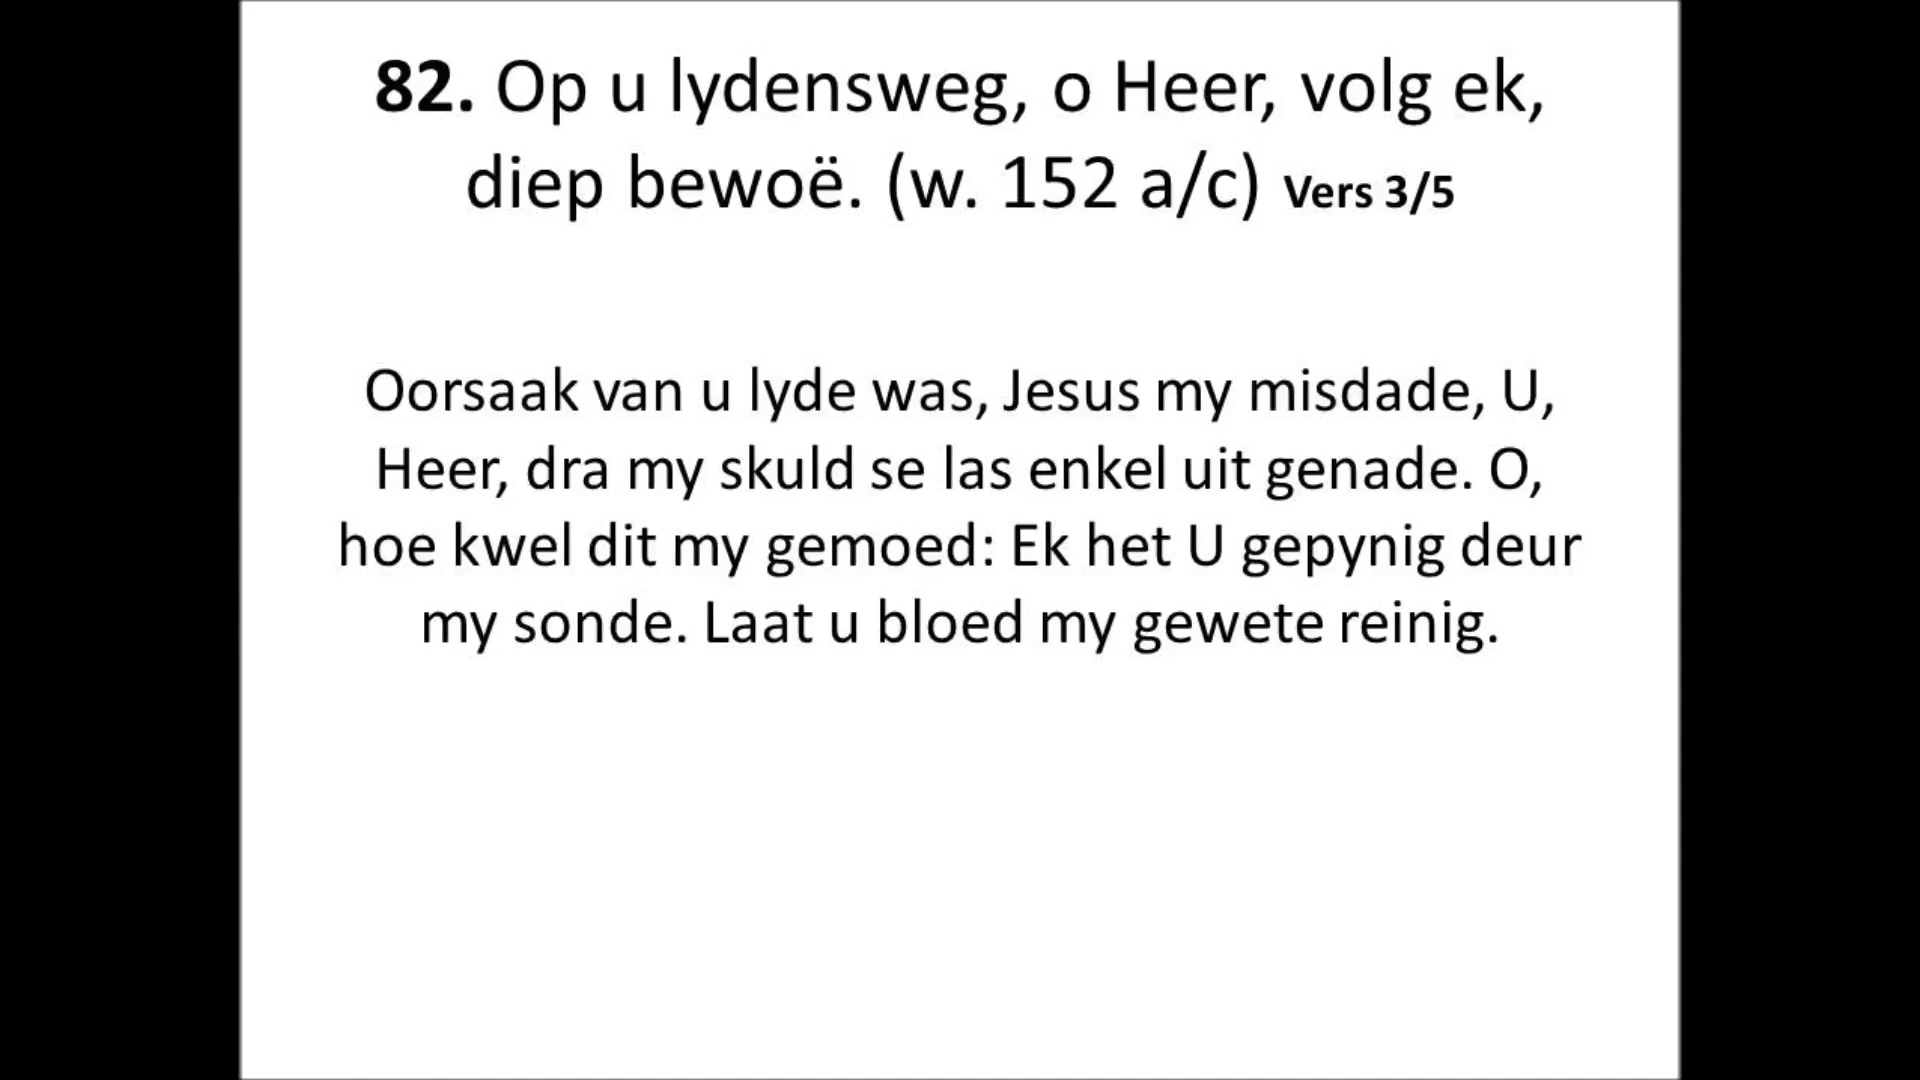 82. Op u lydensweg, o Heer, volg ek,
diep bewoë. (w. 152 a/c) Vers 3/5
Oorsaak van u lyde was, Jesus my misdade, U,
Heer, dra my skuld se las enkel uit genade. O,
hoe kwel dit my gemoed: Ek het U gepynig deur
my sonde. Laat u bloed my gewete reinig.